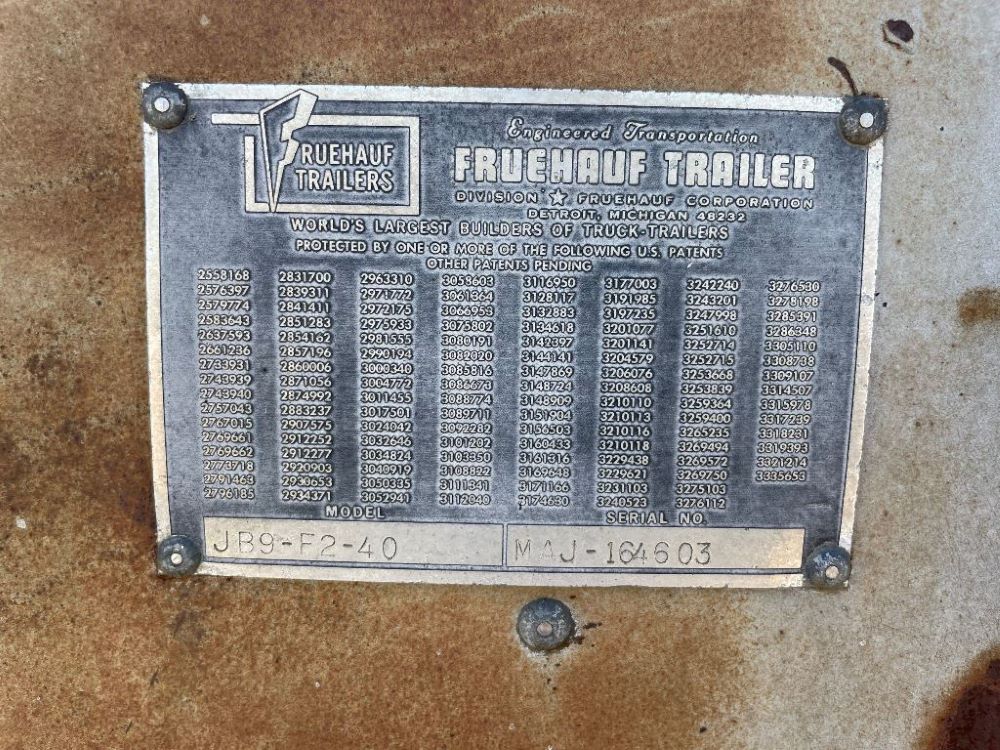 FRUEHAUF
TRAILERS
Engineered Transportation
FRUEHAUF TRAILER
DIVISION ☆ FRUEHAUF CORPORATION
DETROIT, MICHIGAN 48232
WORLD'S LARGEST BUILDERS OF TRUCK-TRAILERS
PROTECTED BY ONE OR MORE OF THE FOLLOWING U.S. PATENTS
OTHER PATENTS PENDING
2558168 2831700 2963310 3058603 3116950 3177003 3242240 3276530
2576397 2839311 2971772 3061364 3128117 3191985 3243201 3278198
2579774 2841411 2972175 3066953 3132883 3197235 3247998 3285391
2583643 2851283 2975933 3075802 3134618 3201077 3251610 3286348
2637593 2854162 2981555 3080191 3142397 3201141 3252714 3305110
2661236 2857196 2990194 3082020 3144141 3204579 3252715 3308738
2733931 2860006 3000340 3085816 3147869 3206076 3253668 3309107
2743939 2871056 3004772 3086673 3148724 3208608 3253839 3314507
2743940 2874992 3011455 3088774 3148909 3210110 3259364 3315978
2757043 2883237 3017501 3089711 3151904 3210113 3259400 3317239
2767015 2907575 3024042 3092282 3156503 3210116 3265235 3318231
2769661 2912252 3032646 3101202 3160433 3210118 3269494 3319393
2769662 2912277 3034824 3103350 3161316 3229438 3269572 3321214
2773718 2920903 3040919 3108822 3169648 3229621 3269750 3335653
2791463 2930653 3050335 3111341 3171166 3231103 3275103
2796185 2934371 3052941 3112040 3174630 3240523 3276112
MODEL SERIAL NO.
JB9-F2-40 MAJ-164603